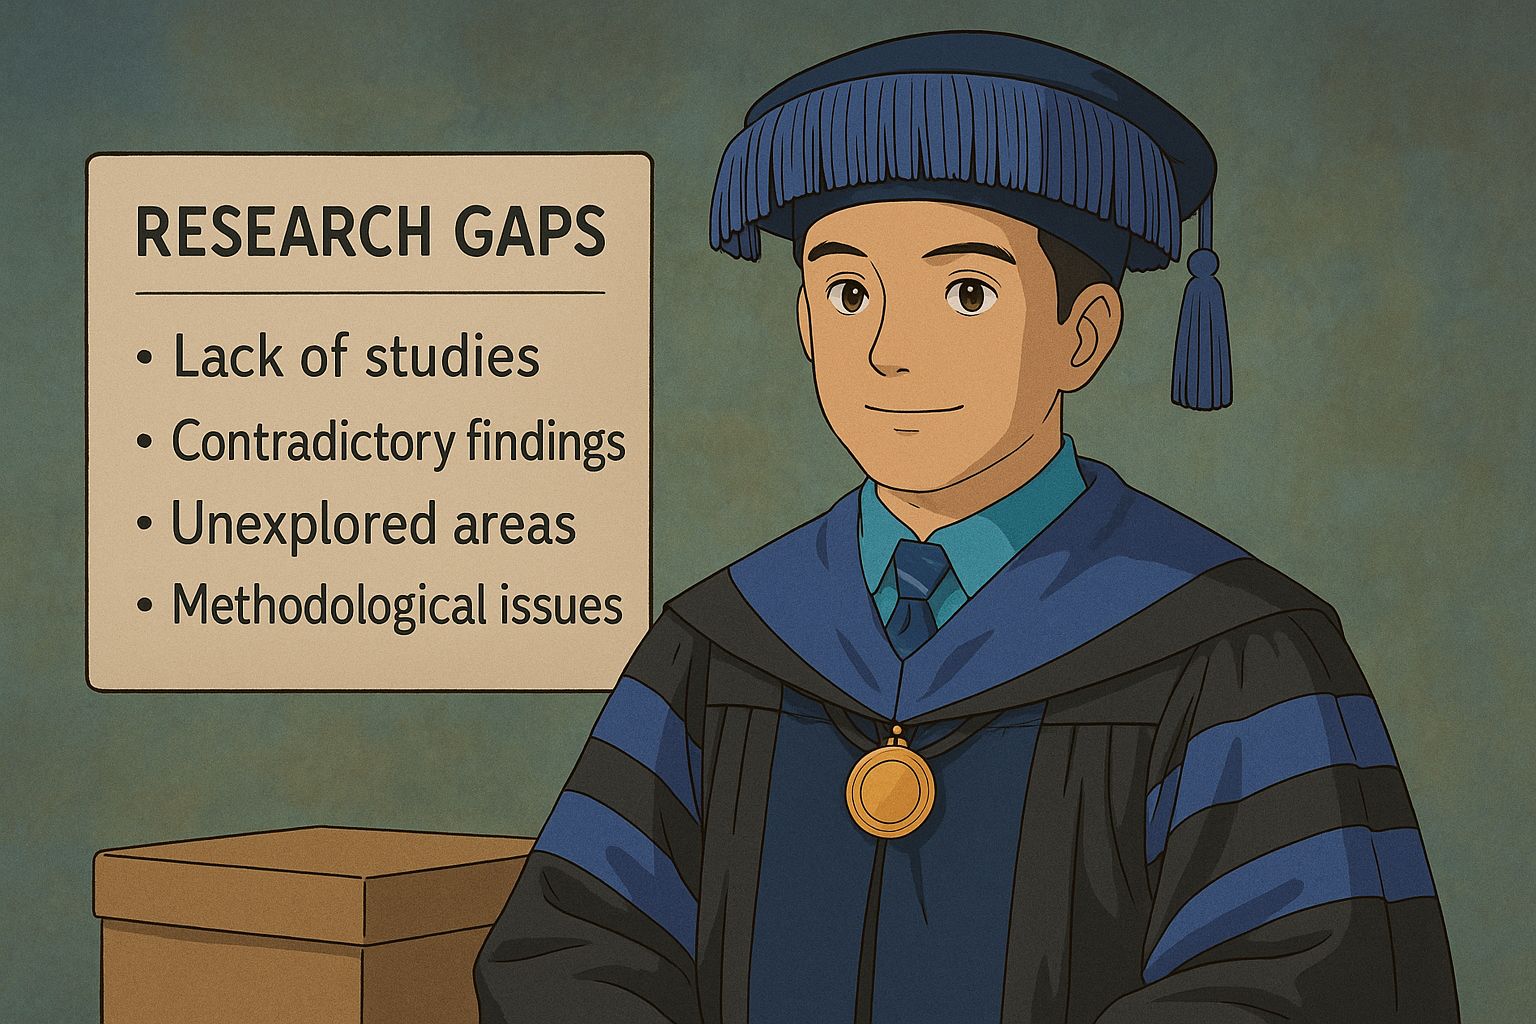 RESEARCH GAPS
• Lack of studies
• Contradictory findings
• Unexplored areas
• Methodological issues